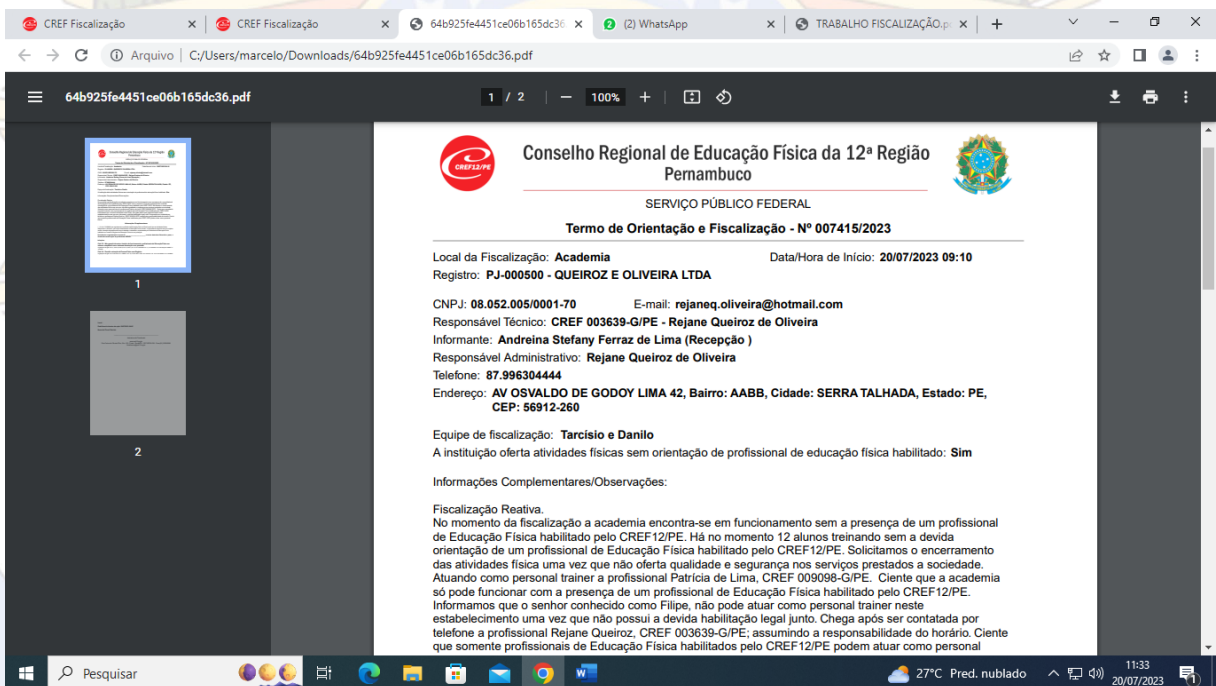 CREF Fiscalização
CREF Fiscalização
64b925fe4451ce06b165dc36
(2) WhatsApp
TRABALHO FISCALIZAÇÃO.p
Arquivo C:/Users/marcelo/Downloads/64b925fe4451ce06b165dc36.pdf
64b925fe4451ce06b165dc36.pdf
1 / 2 | − 100% +
1
2
CREF12/PE
Conselho Regional de Educação Física da 12ª Região
Pernambuco
SERVIÇO PÚBLICO FEDERAL
Termo de Orientação e Fiscalização - Nº 007415/2023
Local da Fiscalização: Academia Data/Hora de Início: 20/07/2023 09:10
Registro: PJ-000500 - QUEIROZ E OLIVEIRA LTDA
CNPJ: 08.052.005/0001-70 E-mail: rejaneq.oliveira@hotmail.com
Responsável Técnico: CREF 003639-G/PE - Rejane Queiroz de Oliveira
Informante: Andreina Stefany Ferraz de Lima (Recepção )
Responsável Administrativo: Rejane Queiroz de Oliveira
Telefone: 87.996304444
Endereço: AV OSVALDO DE GODOY LIMA 42, Bairro: AABB, Cidade: SERRA TALHADA, Estado: PE,
CEP: 56912-260
Equipe de fiscalização: Tarcísio e Danilo
A instituição oferta atividades físicas sem orientação de profissional de educação física habilitado: Sim
Informações Complementares/Observações:
Fiscalização Reativa.
No momento da fiscalização a academia encontra-se em funcionamento sem a presença de um profissional
de Educação Física habilitado pelo CREF12/PE. Há no momento 12 alunos treinando sem a devida
orientação de um profissional de Educação Física habilitado pelo CREF12/PE. Solicitamos o encerramento
das atividades física uma vez que não oferta qualidade e segurança nos serviços prestados a sociedade.
Atuando como personal trainer a profissional Patrícia de Lima, CREF 009098-G/PE. Ciente que a academia
só pode funcionar com a presença de um profissional de Educação Física habilitado pelo CREF12/PE.
Informamos que o senhor conhecido como Filipe, não pode atuar como personal trainer neste
estabelecimento uma vez que não possui a devida habilitação legal junto. Chega após ser contatada por
telefone a profissional Rejane Queiroz, CREF 003639-G/PE; assumindo a responsabilidade do horário. Ciente
que somente profissionais de Educação Física habilitados pelo CREF12/PE podem atuar como personal
Pesquisar
27°C Pred. nublado
11:33
20/07/2023